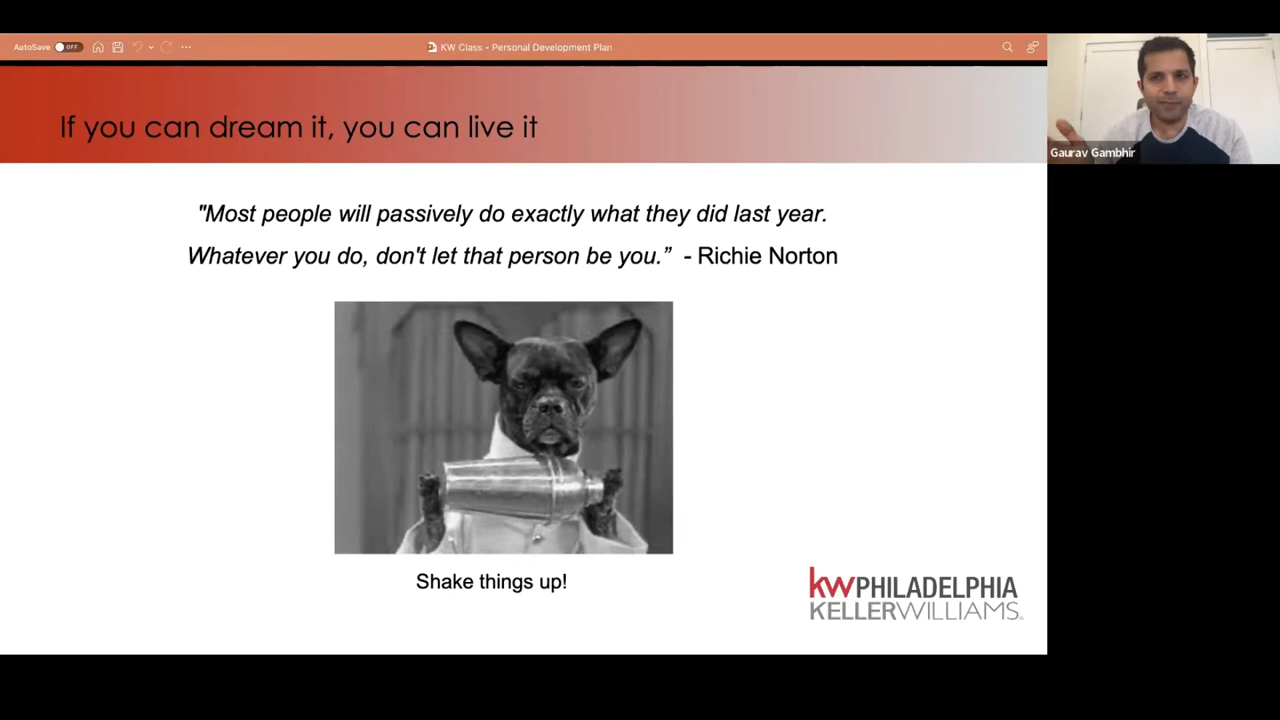 AutoSave OFF
KW Class - Personal Development Plan
Gaurav Gambhir
If you can dream it, you can live it
"Most people will passively do exactly what they did last year.
Whatever you do, don't let that person be you.” - Richie Norton
Shake things up!
kwPHILADELPHIA
KELLERWILLIAMS®